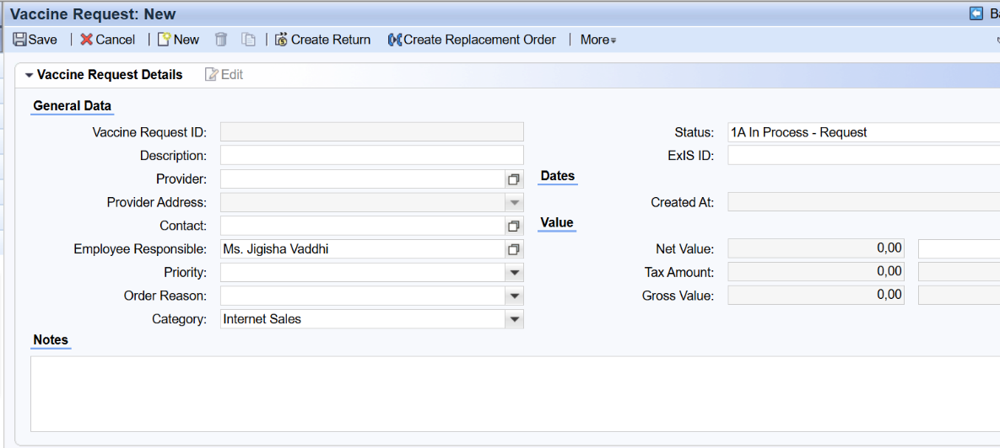 Vaccine Request: New
Save Cancel New Create Return Create Replacement Order More
Vaccine Request Details Edit
General Data
Vaccine Request ID:
Description:
Provider:
Provider Address:
Contact:
Employee Responsible: Ms. Jigisha Vaddhi
Priority:
Order Reason:
Category: Internet Sales
Status: 1A In Process - Request
ExIS ID:
Dates
Created At:
Value
Net Value: 0,00
Tax Amount: 0,00
Gross Value: 0,00
Notes